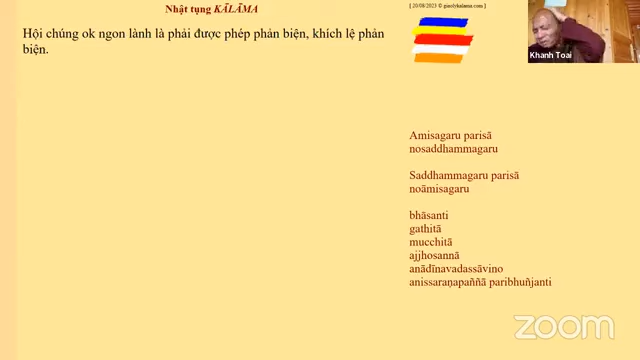 Nhật tụng KĀLĀMA
Hội chúng ok ngon lành là phải được phép phản biện, khích lệ phản
biện.
[ 20/08/2023 © giaolykalama.com ]
Khanh Toai
Amisagaru parisā
nosaddhammagaru
Saddhammagaru parisā
noāmisagaru
bhāsanti
gathitā
mucchitā
ajjhosannā
anādīnavadassāvino
anissaraṇapaññā paribhuñjanti
zoom